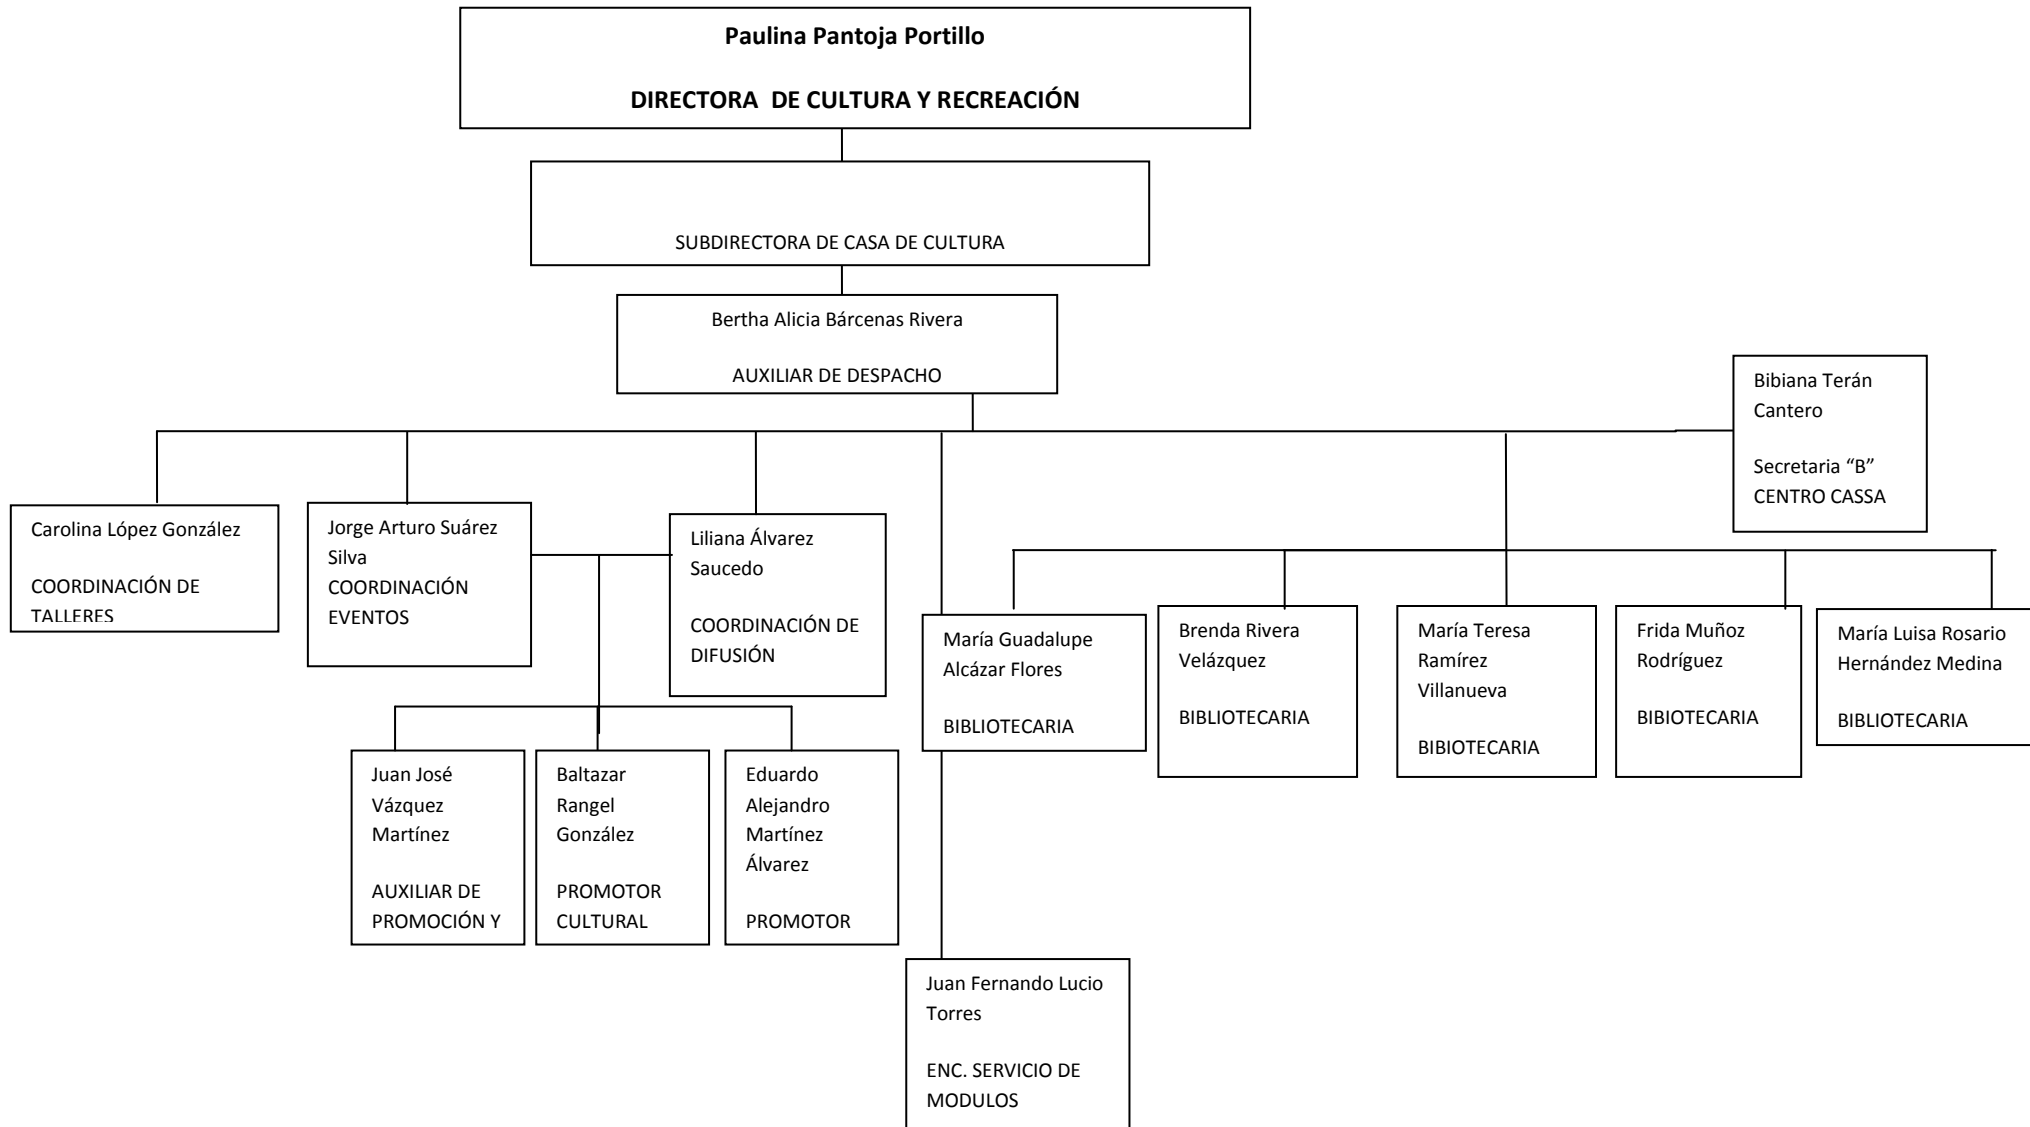 Paulina Pantoja Portillo
DIRECTORA DE CULTURA Y RECREACIÓN
SUBDIRECTORA DE CASA DE CULTURA
Bertha Alicia Bárcenas Rivera
AUXILIAR DE DESPACHO
Bibiana Terán
Cantero
Secretaria “B”
CENTRO CASSA
Carolina López González
COORDINACIÓN DE
TALLERES
Jorge Arturo Suárez
Silva
COORDINACIÓN
EVENTOS
Liliana Álvarez
Saucedo
COORDINACIÓN DE
DIFUSIÓN
María Guadalupe
Alcázar Flores
BIBLIOTECARIA
Brenda Rivera
Velázquez
BIBLIOTECARIA
María Teresa
Ramírez
Villanueva
BIBIOTECARIA
Frida Muñoz
Rodríguez
BIBIOTECARIA
María Luisa Rosario
Hernández Medina
BIBLIOTECARIA
Juan José
Vázquez
Martínez
AUXILIAR DE
PROMOCIÓN Y
Baltazar
Rangel
González
PROMOTOR
CULTURAL
Eduardo
Alejandro
Martínez
Álvarez
PROMOTOR
Juan Fernando Lucio
Torres
ENC. SERVICIO DE
MODULOS